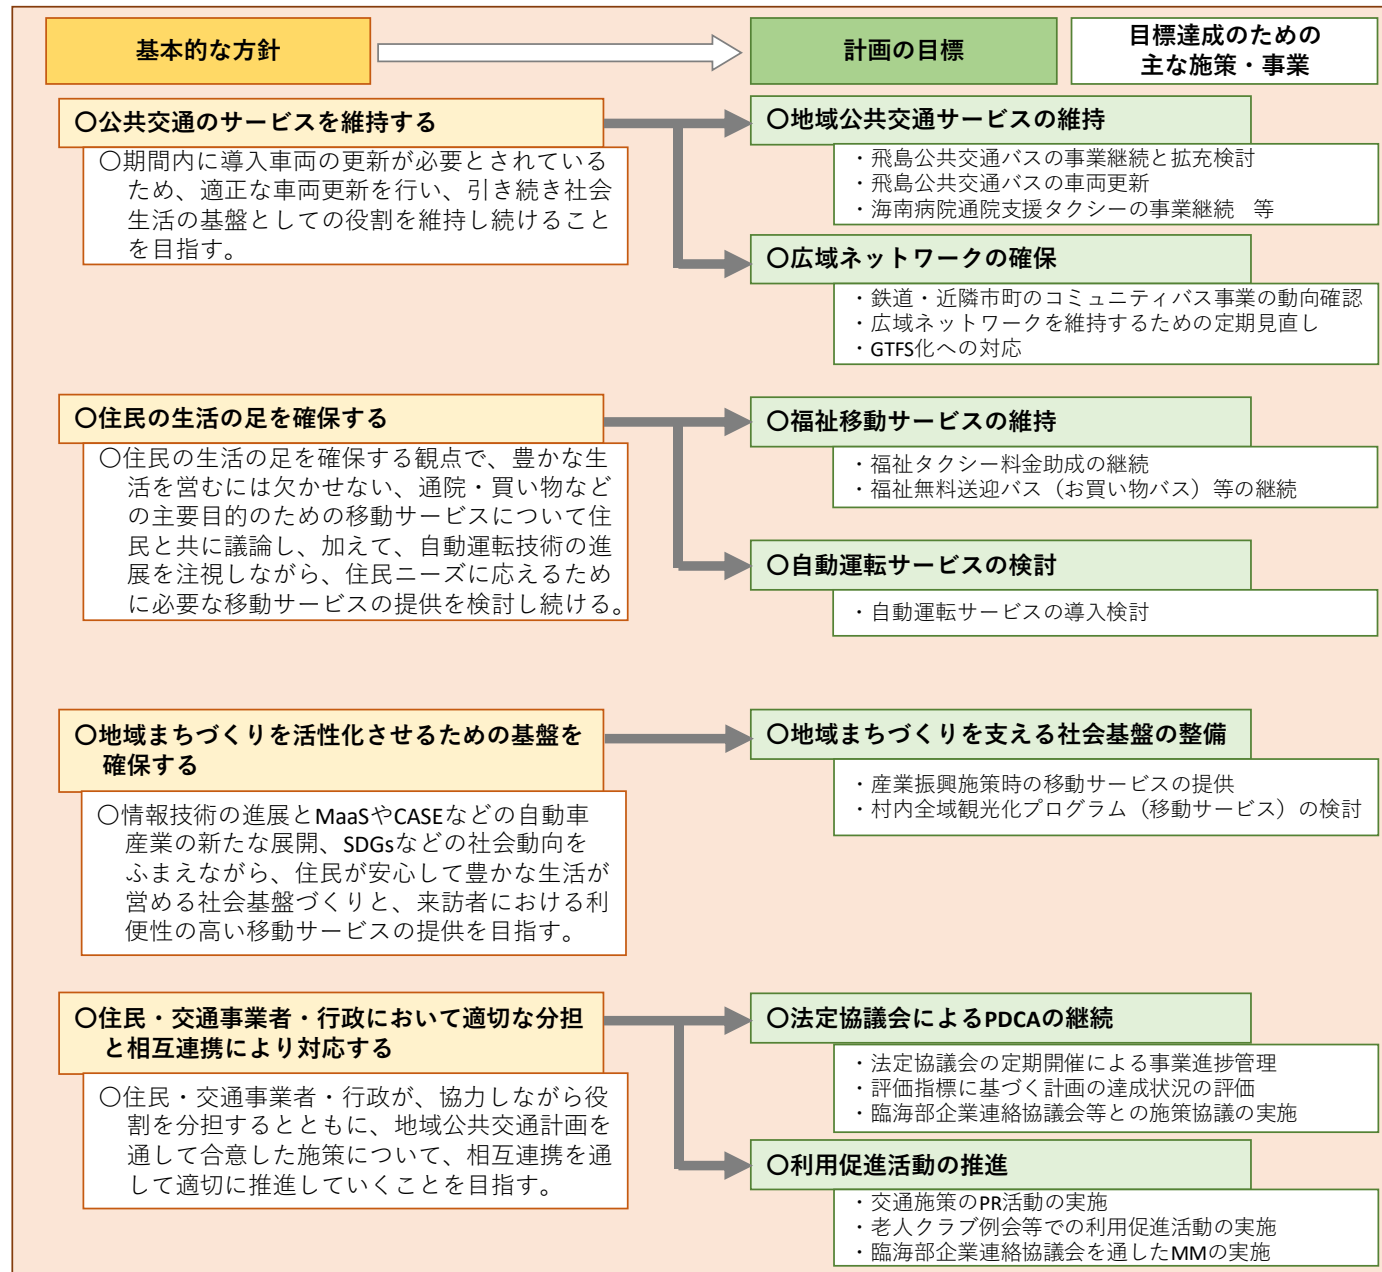 基本的な方針
計画の目標
目標達成のための
主な施策・事業
〇公共交通のサービスを維持する
〇期間内に導入車両の更新が必要とされている
ため、適正な車両更新を行い、引き続き社会
生活の基盤としての役割を維持し続けること
を目指す。
〇地域公共交通サービスの維持
・飛島公共交通バスの事業継続と拡充検討
・飛島公共交通バスの車両更新
・海南病院通院支援タクシーの事業継続 等
〇広域ネットワークの確保
・鉄道・近隣市町のコミュニティバス事業の動向確認
・広域ネットワークを維持するための定期見直し
・GTFS化への対応
〇住民の生活の足を確保する
〇住民の生活の足を確保する観点で、豊かな生
活を営むには欠かせない、通院・買い物など
の主要目的のための移動サービスについて住
民と共に議論し、加えて、自動運転技術の進
展を注視しながら、住民ニーズに応えるため
に必要な移動サービスの提供を検討し続ける。
〇福祉移動サービスの維持
・福祉タクシー料金助成の継続
・福祉無料送迎バス（お買い物バス）等の継続
〇自動運転サービスの検討
・自動運転サービスの導入検討
〇地域まちづくりを活性化させるための基盤を
確保する
〇情報技術の進展とMaaSやCASEなどの自動車
産業の新たな展開、SDGsなどの社会動向を
ふまえながら、住民が安心して豊かな生活が
営める社会基盤づくりと、来訪者における利
便性の高い移動サービスの提供を目指す。
〇地域まちづくりを支える社会基盤の整備
・産業振興施策時の移動サービスの提供
・村内全域観光化プログラム（移動サービス）の検討
〇住民・交通事業者・行政において適切な分担
と相互連携により対応する
〇住民・交通事業者・行政が、協力しながら役
割を分担するとともに、地域公共交通計画を
通して合意した施策について、相互連携を通
して適切に推進していくことを目指す。
〇法定協議会によるPDCAの継続
・法定協議会の定期開催による事業進捗管理
・評価指標に基づく計画の達成状況の評価
・臨海部企業連絡協議会等との施策協議の実施
〇利用促進活動の推進
・交通施策のPR活動の実施
・老人クラブ例会等での利用促進活動の実施
・臨海部企業連絡協議会を通したMMの実施